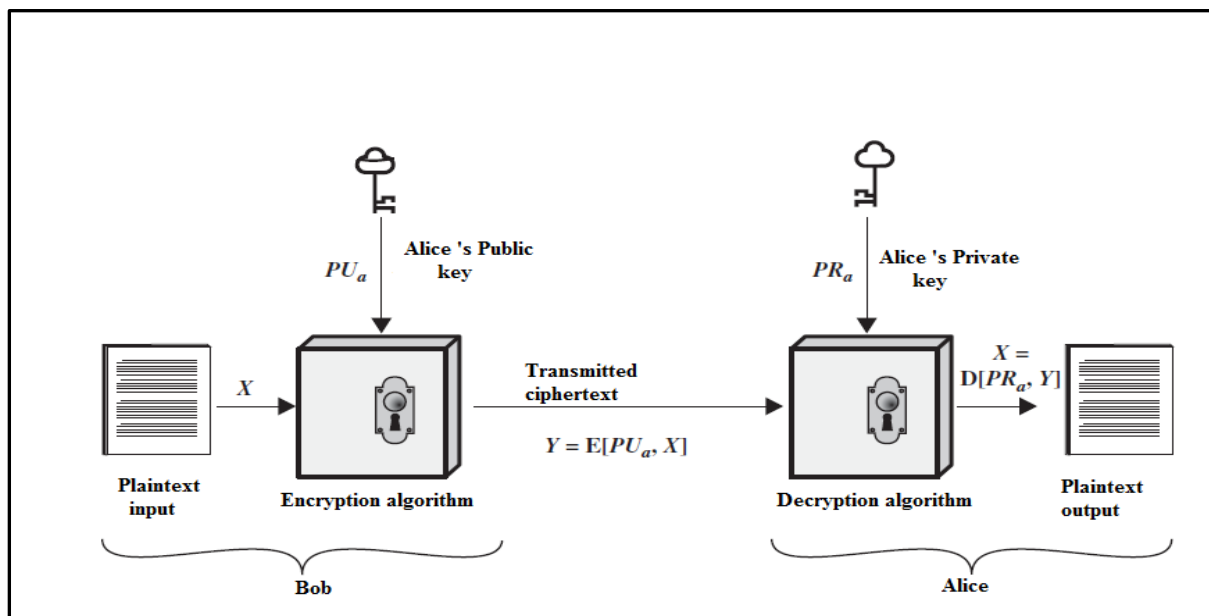 Alice 's Public
key
PUa
Alice 's Private
key
PRa
X
Transmitted
ciphertext
Y = E[PUa, X]
X =
D[PRa, Y]
Plaintext
input
Encryption algorithm
Decryption algorithm
Plaintext
output
Bob
Alice